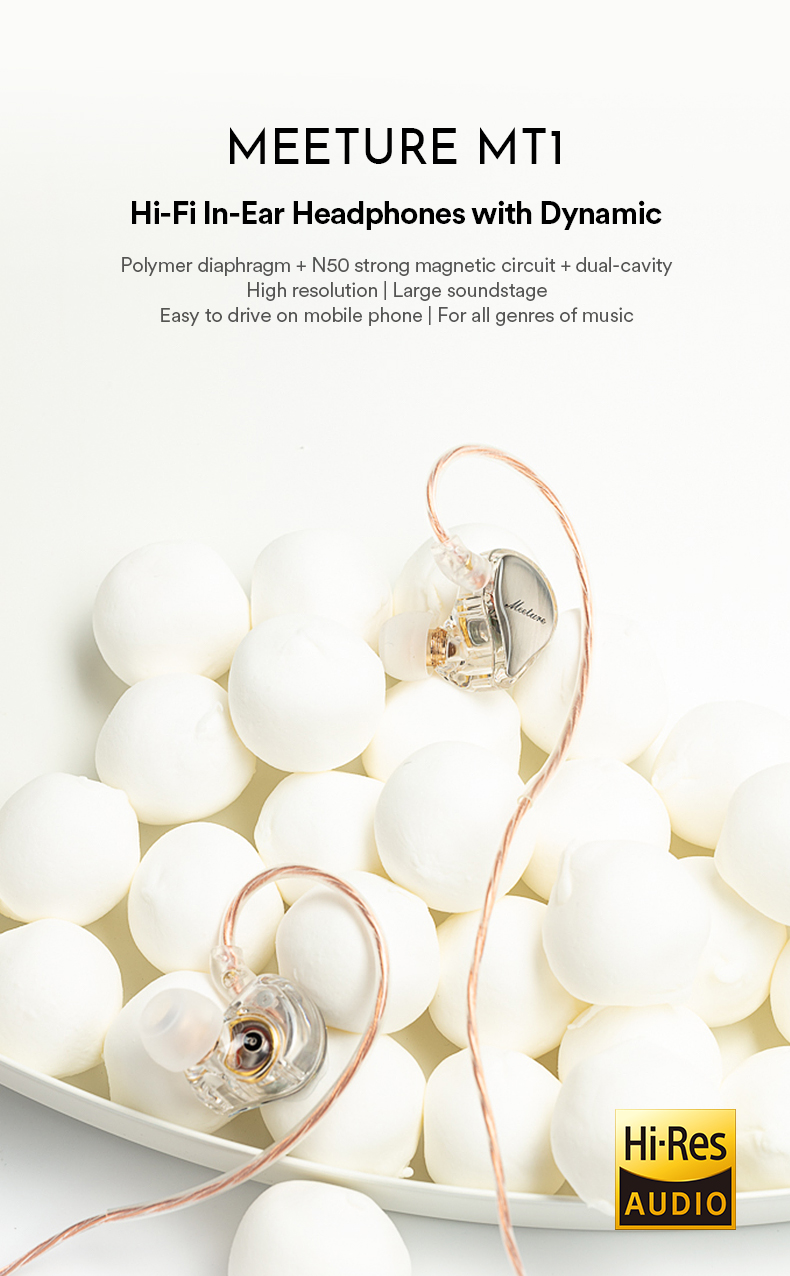 MEETURE MT1
Hi-Fi In-Ear Headphones with Dynamic
Polymer diaphragm + N50 strong magnetic circuit + dual-cavity
High resolution | Large soundstage
Easy to drive on mobile phone | For all genres of music
Meeture
Hi-Res
AUDIO